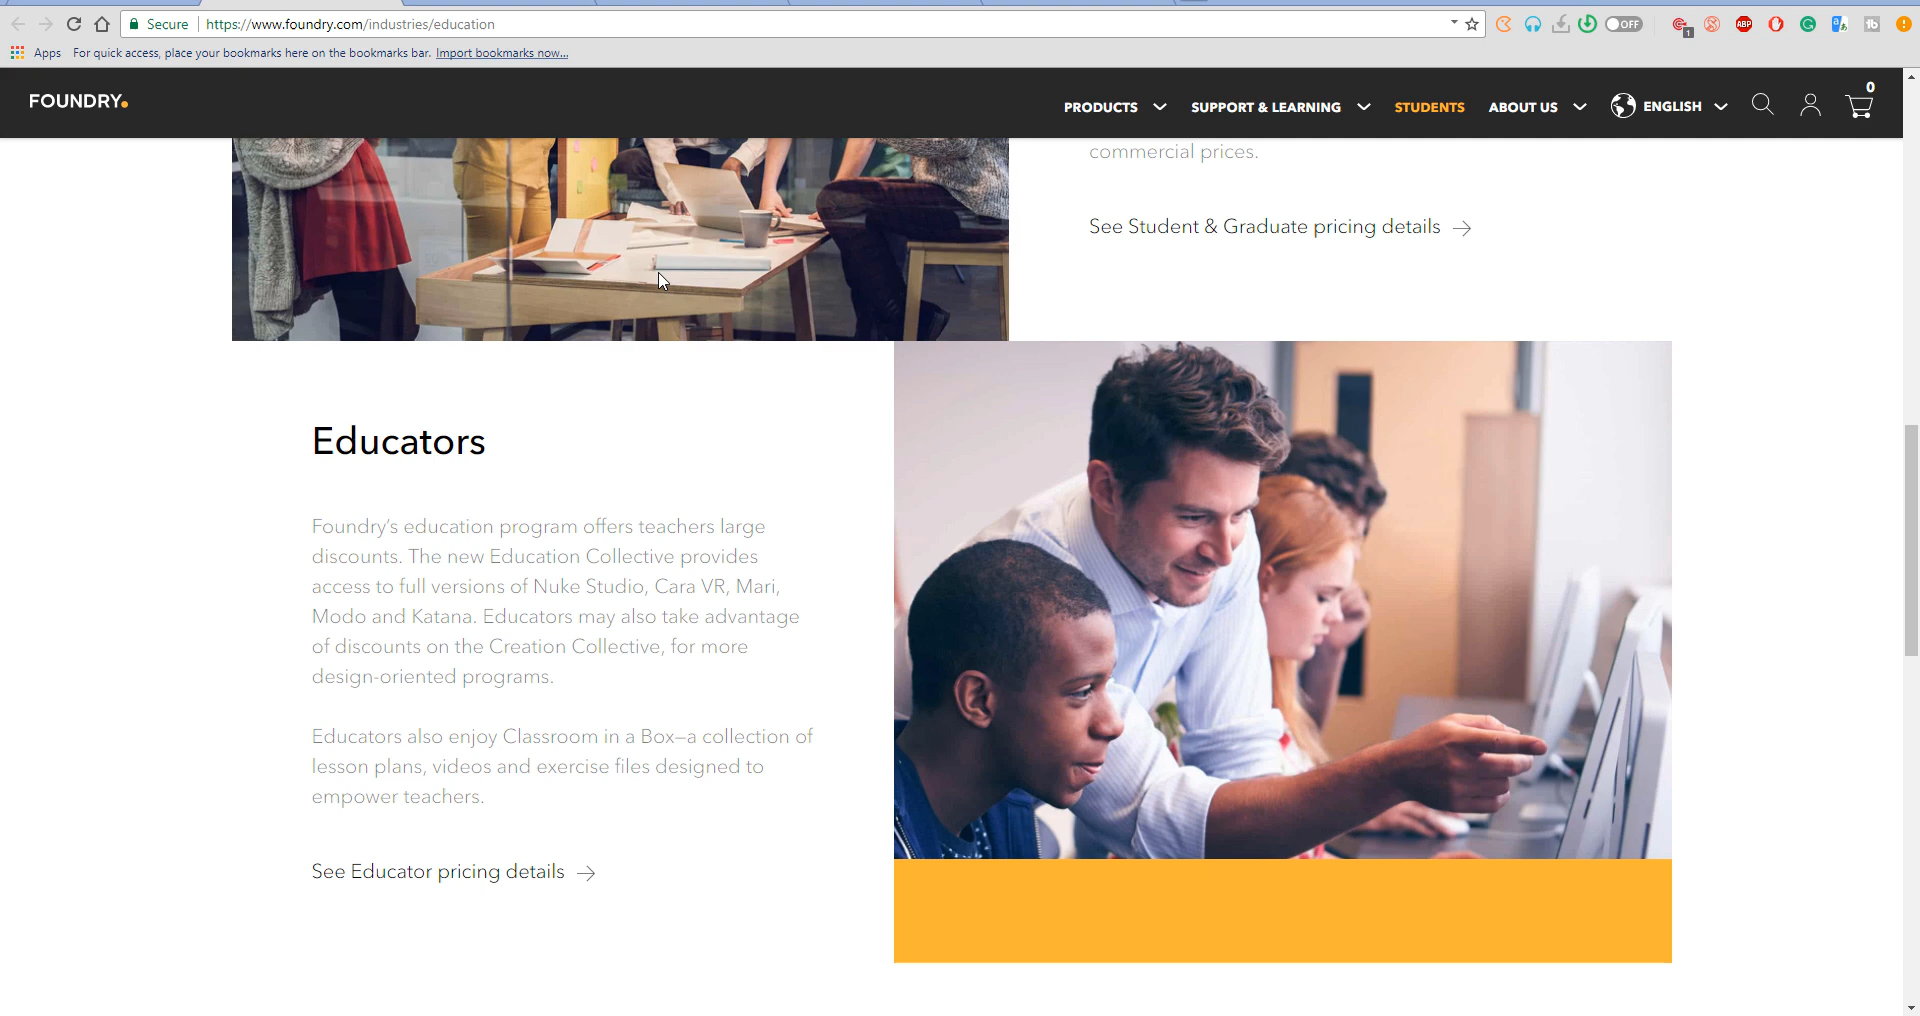 Secure
https://www.foundry.com/industries/education
OFF
1
ABP
Apps
For quick access, place your bookmarks here on the bookmarks bar. Import bookmarks now...
FOUNDRY.
PRODUCTS
SUPPORT & LEARNING
STUDENTS
ABOUT US
ENGLISH
0
commercial prices.
See Student & Graduate pricing details
Educators
Foundry's education program offers teachers large
discounts. The new Education Collective provides
access to full versions of Nuke Studio, Cara VR, Mari,
Modo and Katana. Educators may also take advantage
of discounts on the Creation Collective, for more
design-oriented programs.
Educators also enjoy Classroom in a Box—a collection of
lesson plans, videos and exercise files designed to
empower teachers.
See Educator pricing details